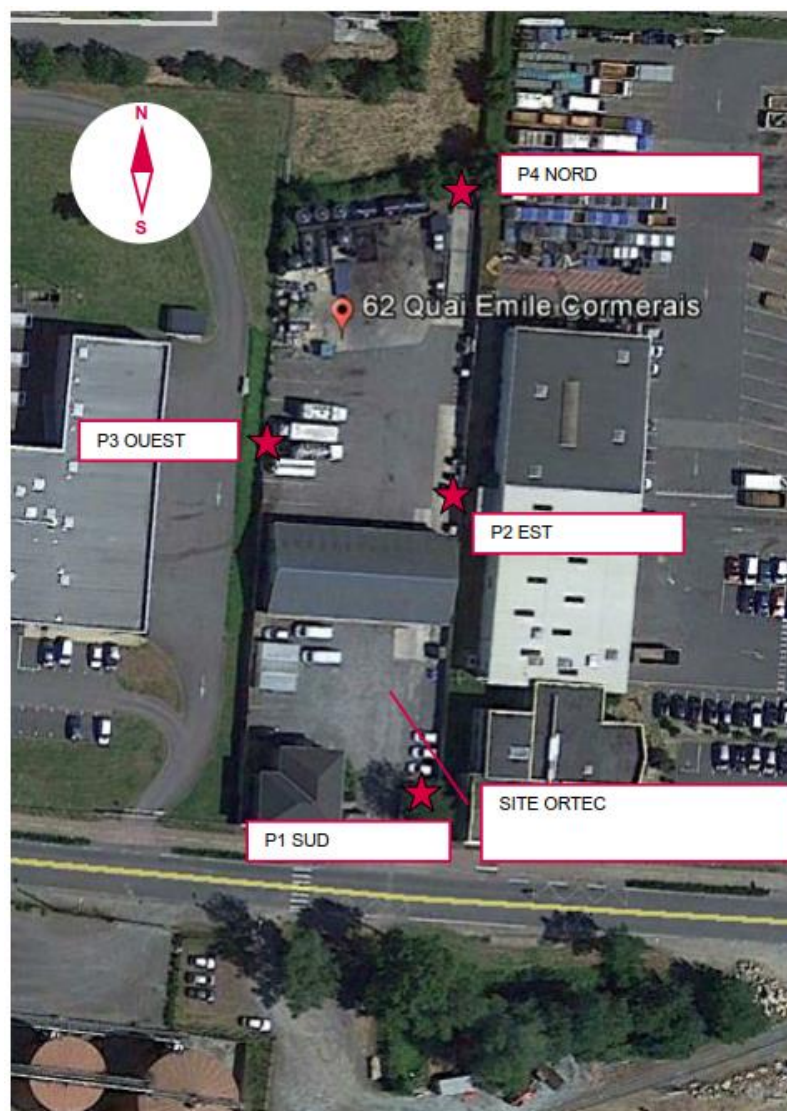 N
S
P4 NORD
62 Quai Emile Cormerais
P3 OUEST
P2 EST
SITE ORTEC
P1 SUD